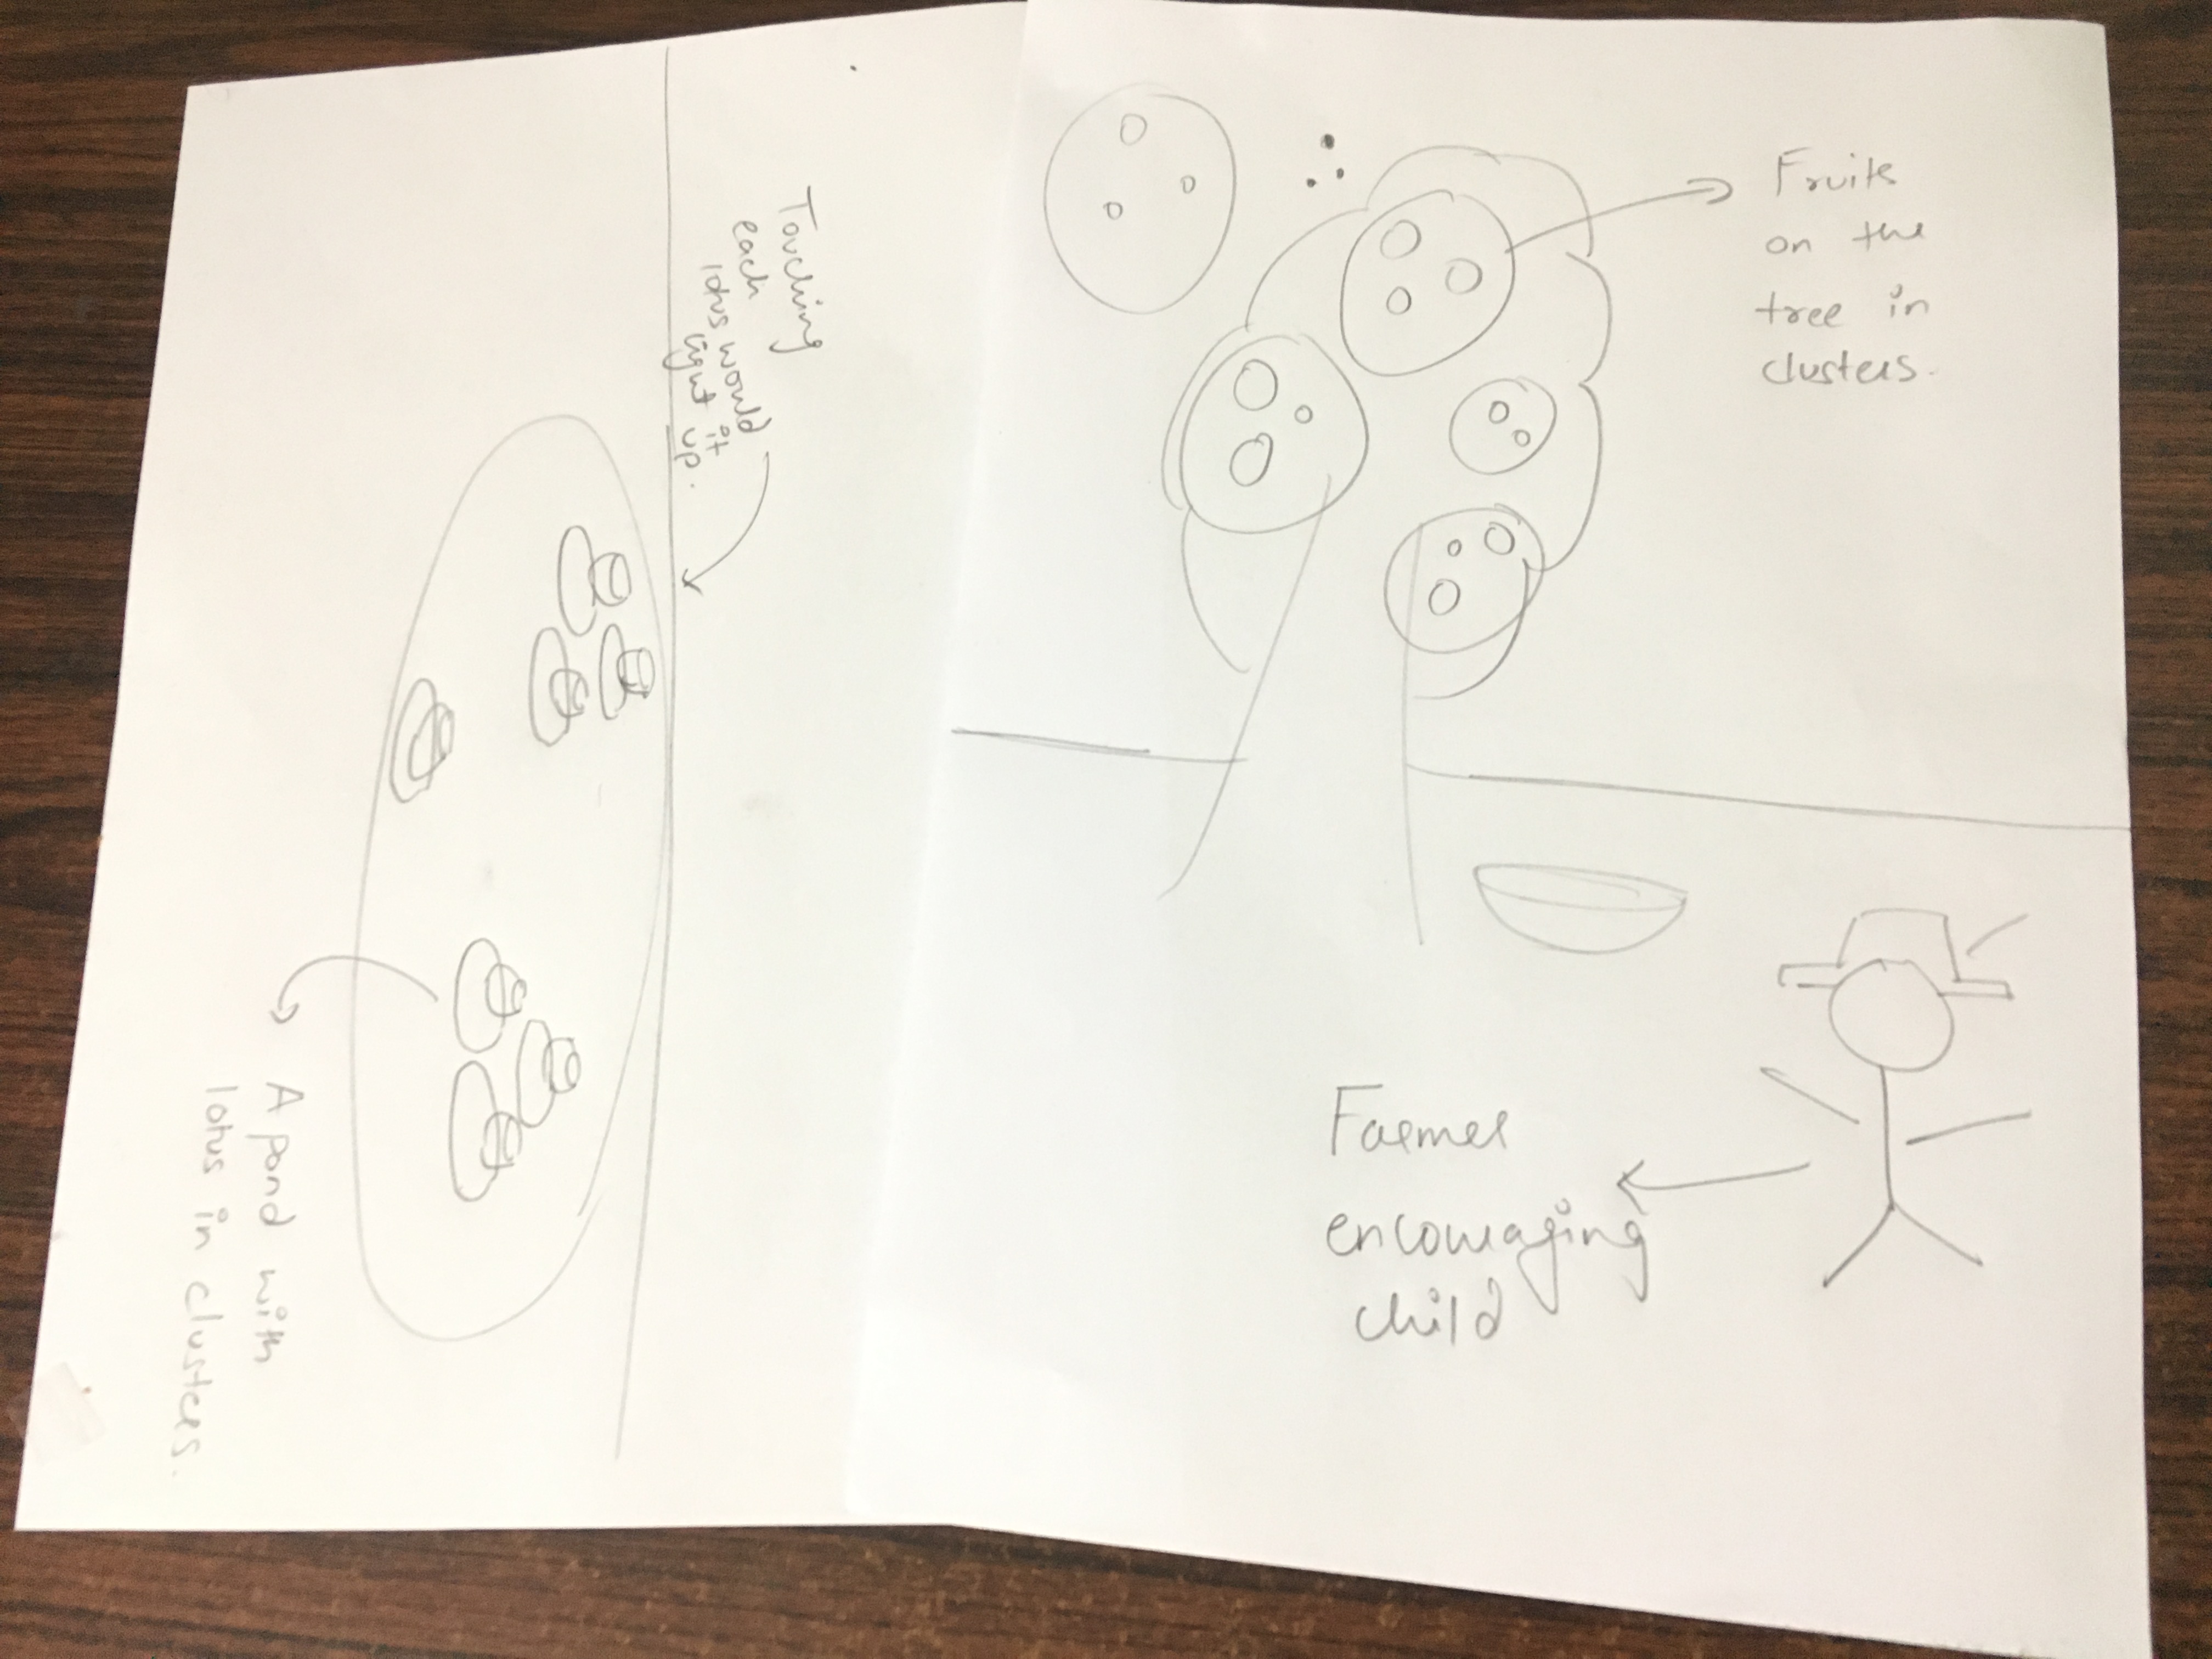 Touching
each
lotus would
light it
up.
A pond with
lotus in clusters.
Fruits
on the
tree in
clusters.
Farmer
encouraging
child